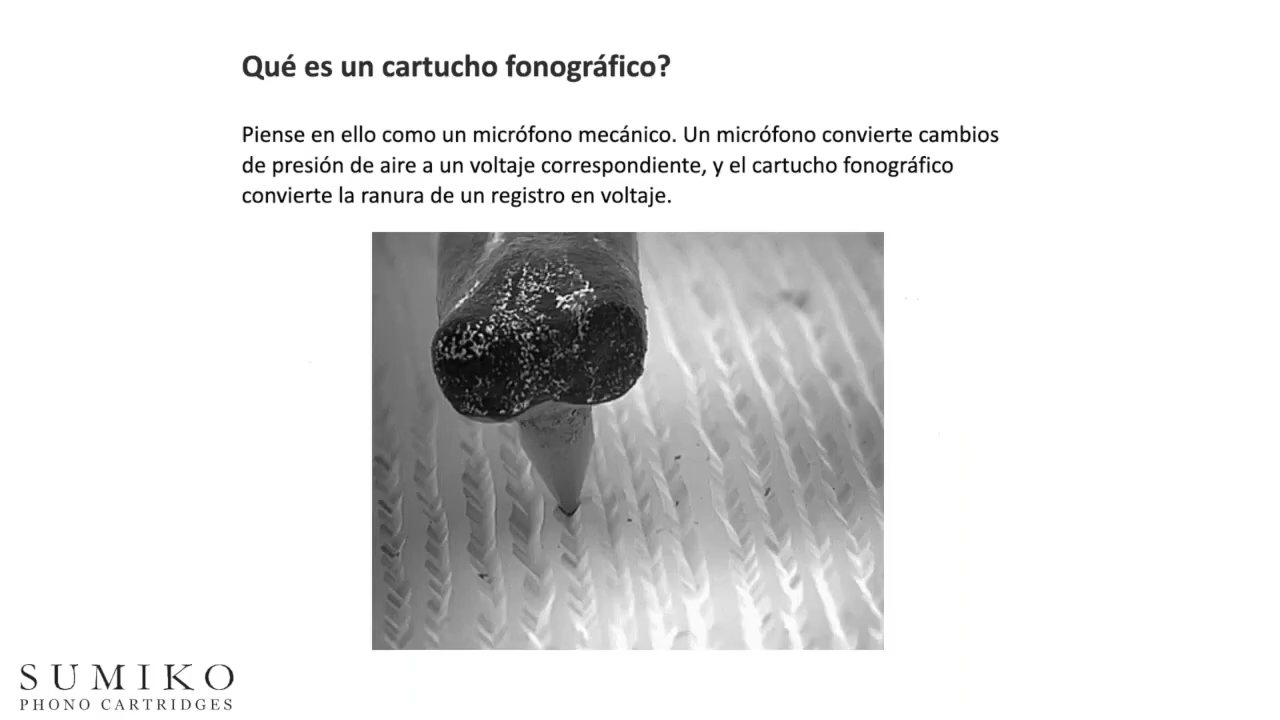 Qué es un cartucho fonográfico?
Piense en ello como un micrófono mecánico. Un micrófono convierte cambios
de presión de aire a un voltaje correspondiente, y el cartucho fonográfico
convierte la ranura de un registro en voltaje.
SUMIKO
PHONO CARTRIDGES